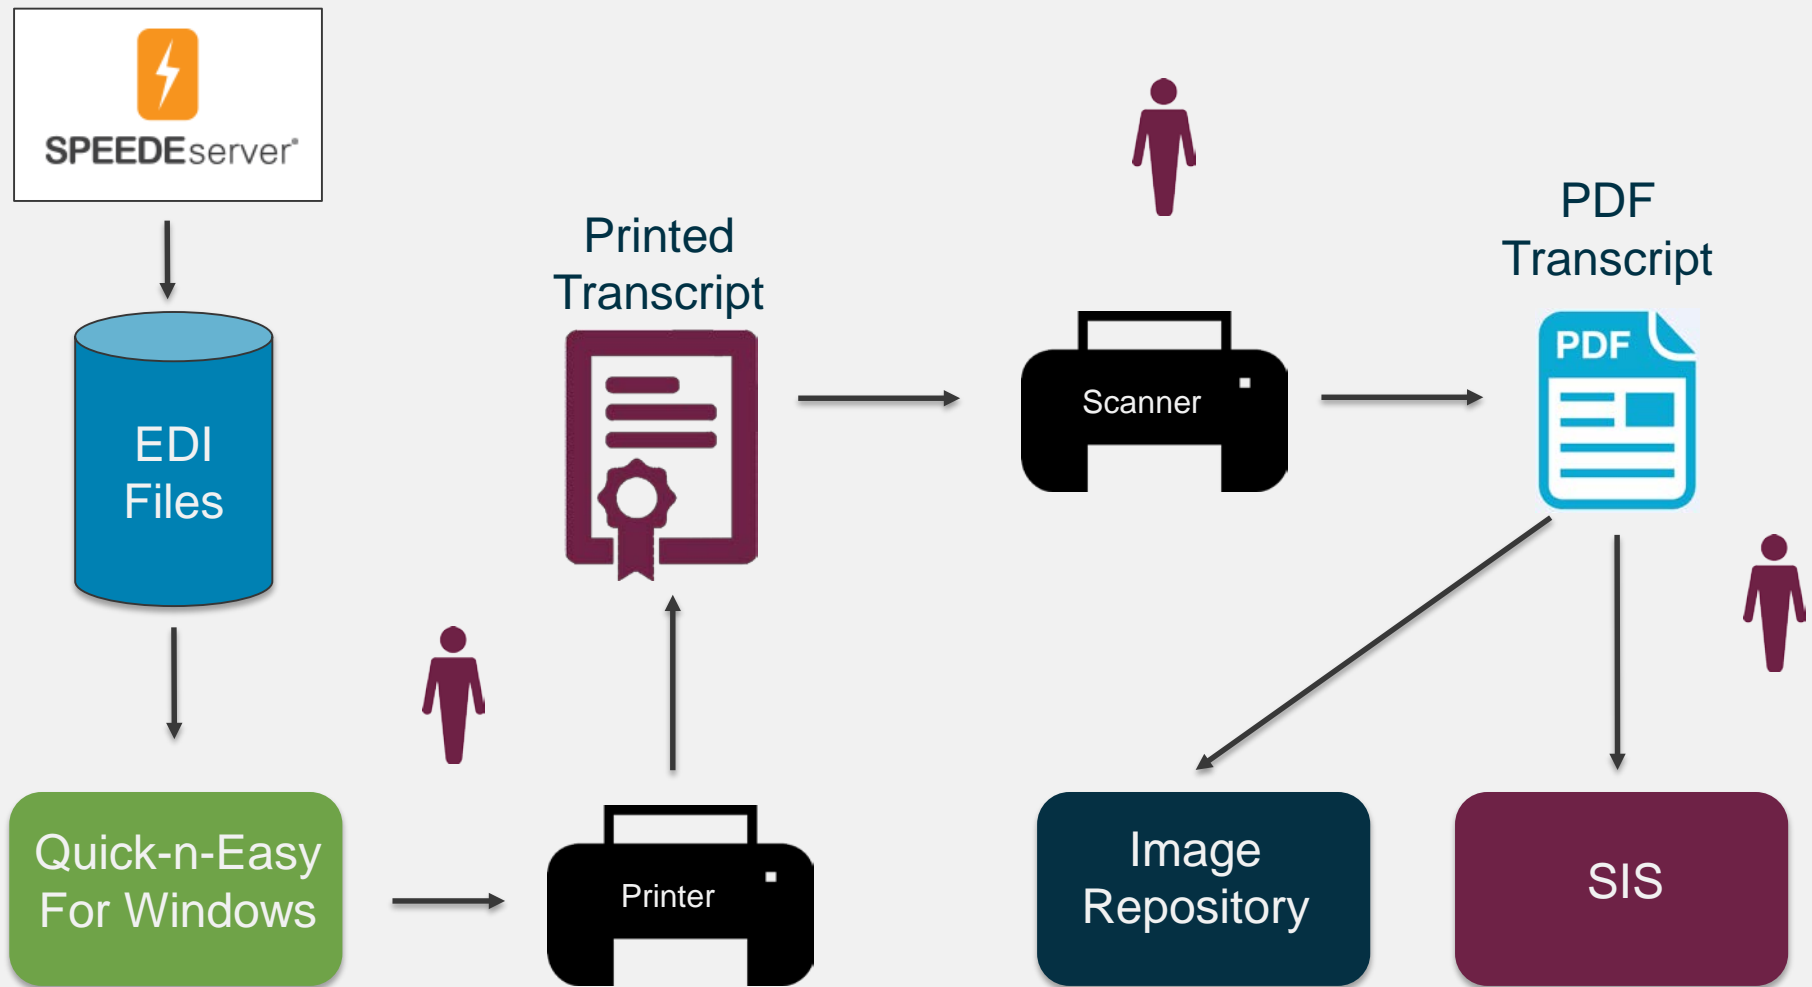 SPEEDEserver®
EDI
Files
Quick-n-Easy
For Windows
Printer
Printed
Transcript
Scanner
PDF
Transcript
PDF
Image
Repository
SIS